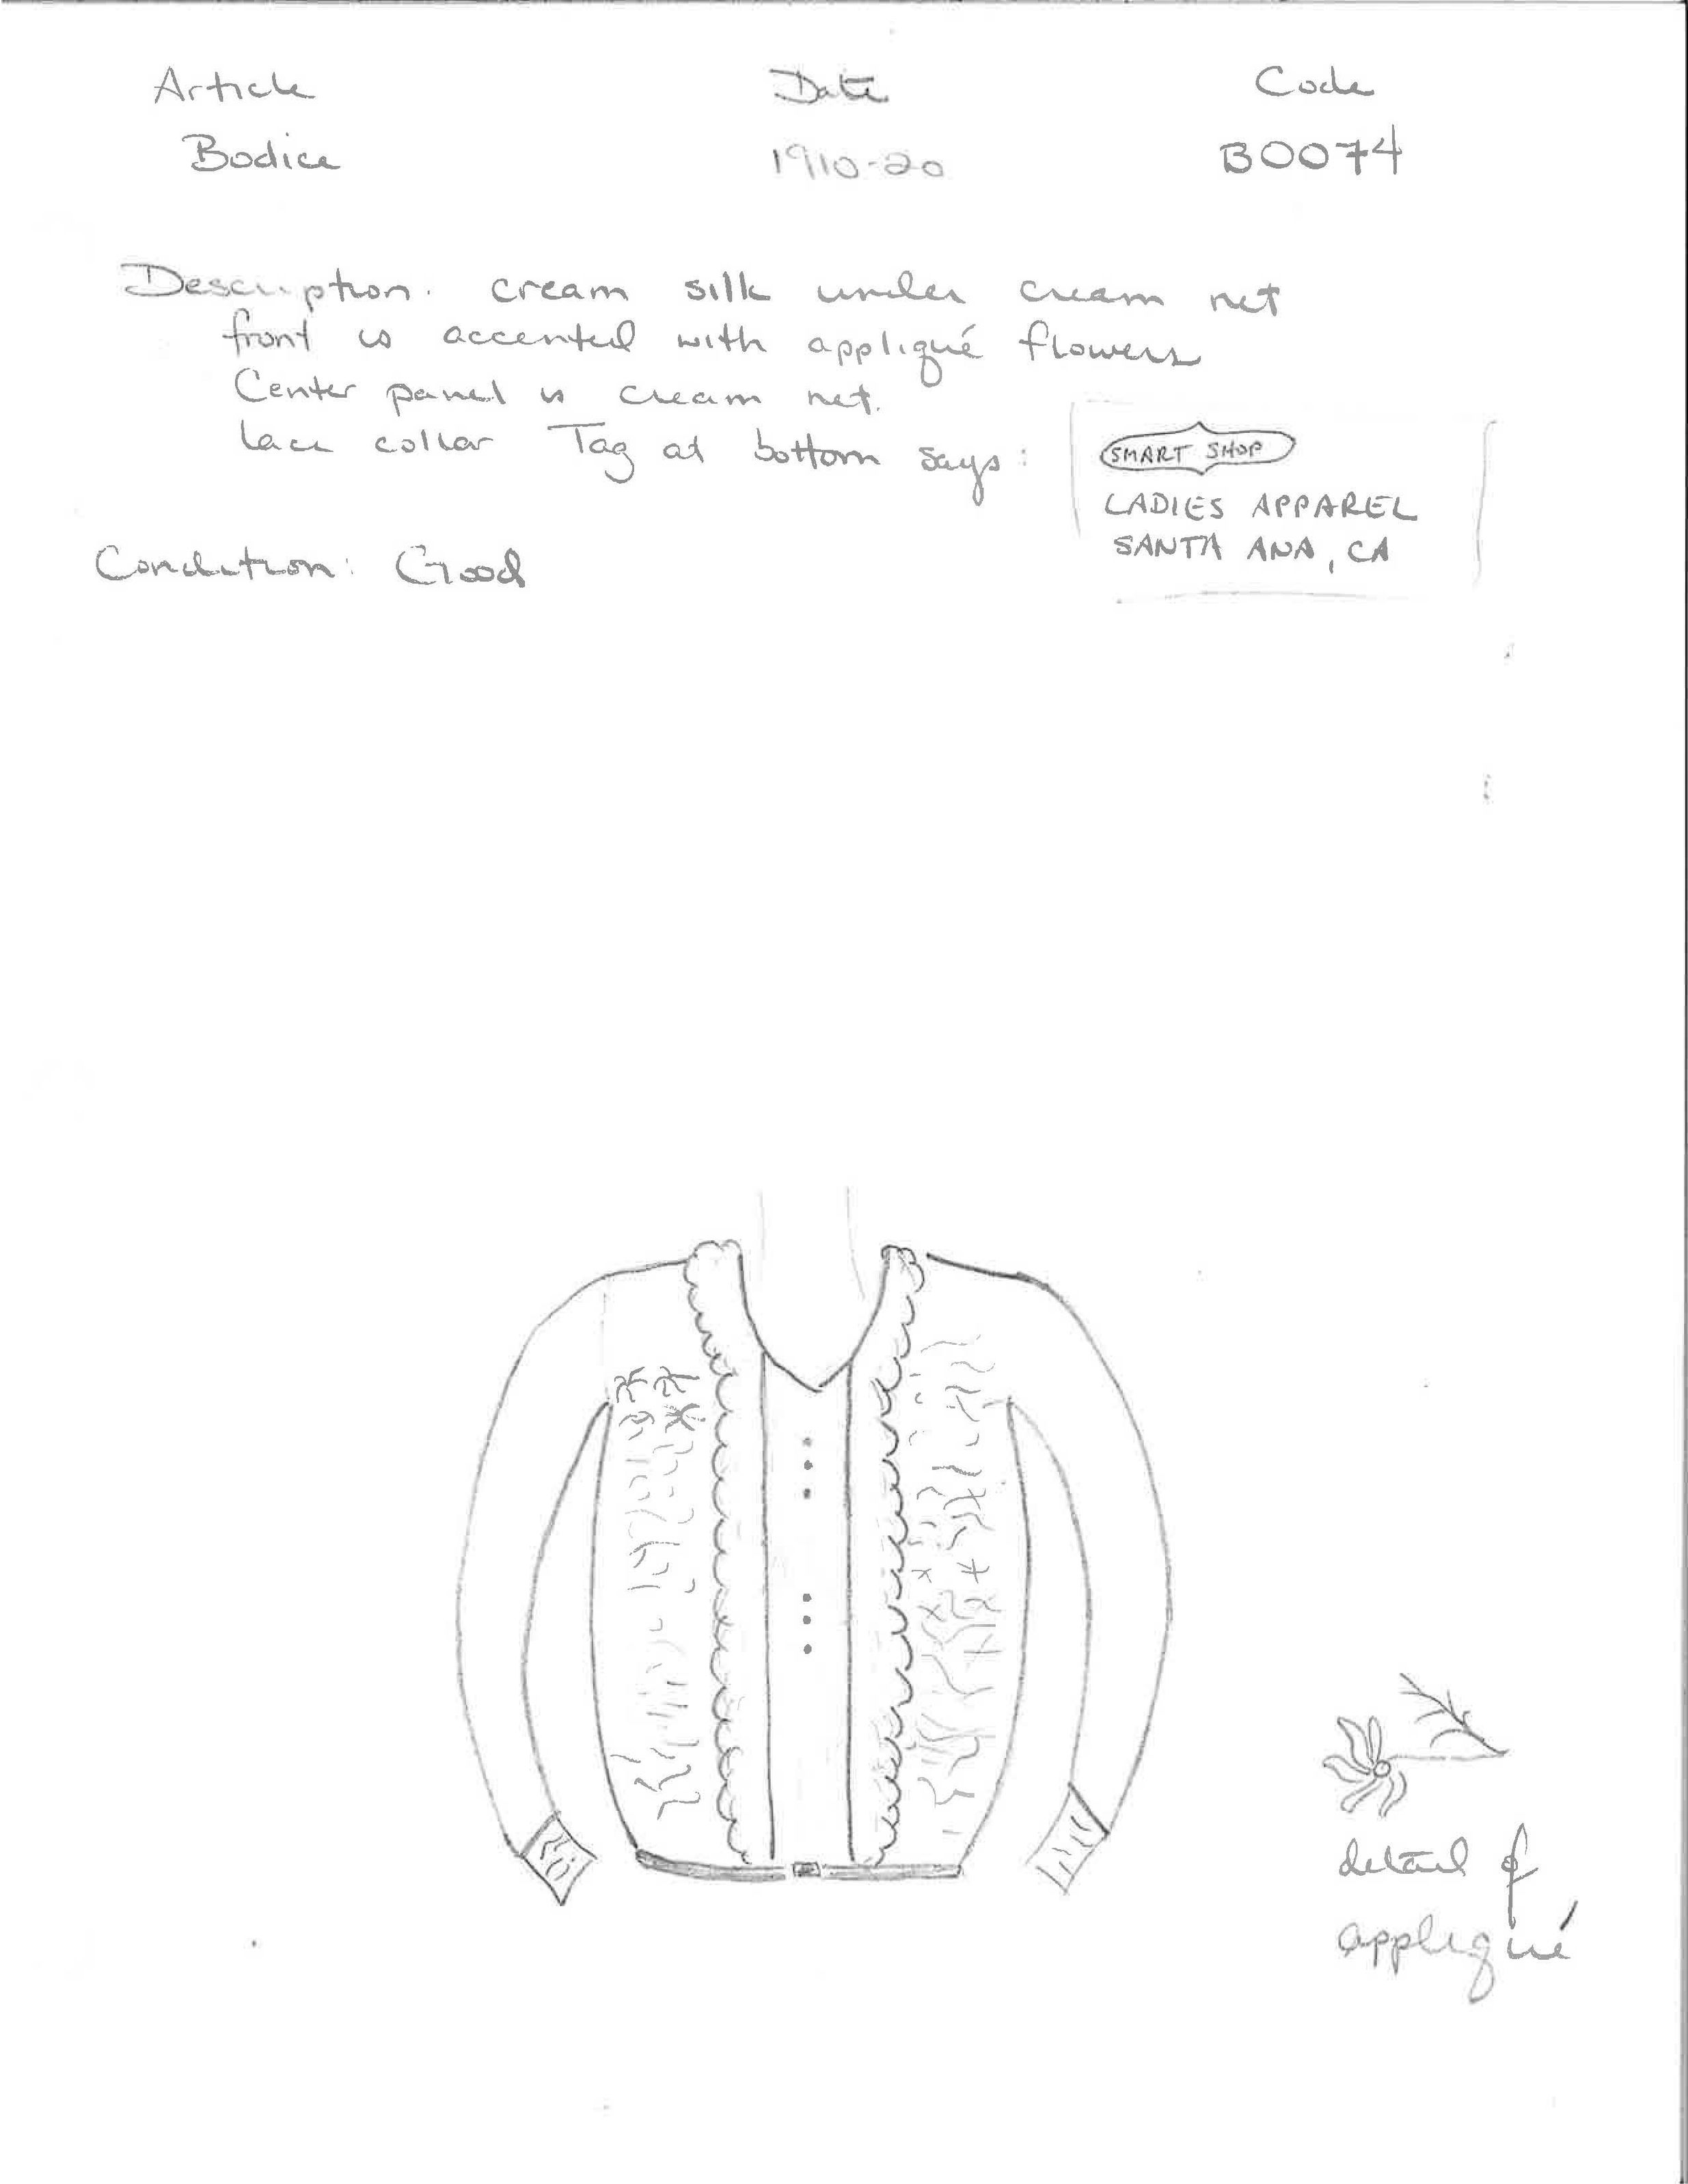 Article Date Code
Bodice 1910-20 B0074
Description. cream silk under cream net
front is accented with appliqué flowers
Center panel is cream net.
lace collar Tag at bottom says:
SMART SHOP
LADIES APPAREL
SANTA ANA, CA
Condition: Good
detail of
appliqué